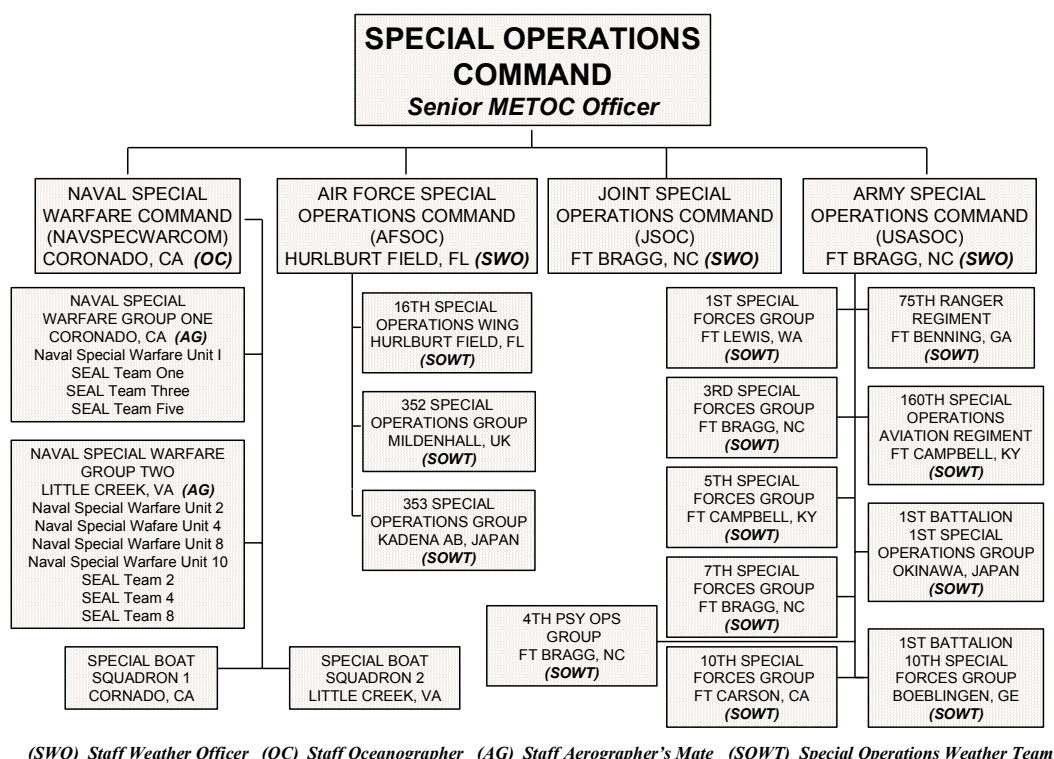 SPECIAL OPERATIONS
COMMAND
Senior METOC Officer
NAVAL SPECIAL
WARFARE COMMAND
(NAVSPECWARCOM)
CORONADO, CA (OC)
AIR FORCE SPECIAL
OPERATIONS COMMAND
(AFSOC)
HURLBURT FIELD, FL (SWO)
JOINT SPECIAL
OPERATIONS COMMAND
(JSOC)
FT BRAGG, NC (SWO)
ARMY SPECIAL
OPERATIONS COMMAND
(USASOC)
FT BRAGG, NC (SWO)
NAVAL SPECIAL
WARFARE GROUP ONE
CORONADO, CA (AG)
Naval Special Warfare Unit I
SEAL Team One
SEAL Team Three
SEAL Team Five
NAVAL SPECIAL WARFARE
GROUP TWO
LITTLE CREEK, VA (AG)
Naval Special Warfare Unit 2
Naval Special Wafare Unit 4
Naval Special Warfare Unit 8
Naval Special Warfare Unit 10
SEAL Team 2
SEAL Team 4
SEAL Team 8
SPECIAL BOAT
SQUADRON 1
CORNADO, CA
SPECIAL BOAT
SQUADRON 2
LITTLE CREEK, VA
16TH SPECIAL
OPERATIONS WING
HURLBURT FIELD, FL
(SOWT)
352 SPECIAL
OPERATIONS GROUP
MILDENHALL, UK
(SOWT)
353 SPECIAL
OPERATIONS GROUP
KADENA AB, JAPAN
(SOWT)
1ST SPECIAL
FORCES GROUP
FT LEWIS, WA
(SOWT)
3RD SPECIAL
FORCES GROUP
FT BRAGG, NC
(SOWT)
5TH SPECIAL
FORCES GROUP
FT CAMPBELL, KY
(SOWT)
7TH SPECIAL
FORCES GROUP
FT BRAGG, NC
(SOWT)
4TH PSY OPS
GROUP
FT BRAGG, NC
(SOWT)
10TH SPECIAL
FORCES GROUP
FT CARSON, CA
(SOWT)
75TH RANGER
REGIMENT
FT BENNING, GA
(SOWT)
160TH SPECIAL
OPERATIONS
AVIATION REGIMENT
FT CAMPBELL, KY
(SOWT)
1ST BATTALION
1ST SPECIAL
OPERATIONS GROUP
OKINAWA, JAPAN
(SOWT)
1ST BATTALION
10TH SPECIAL
FORCES GROUP
BOEBLINGEN, GE
(SOWT)
(SWO) Staff Weather Officer (OC) Staff Oceanographer (AG) Staff Aerographer's Mate (SOWT) Special Operations Weather Team